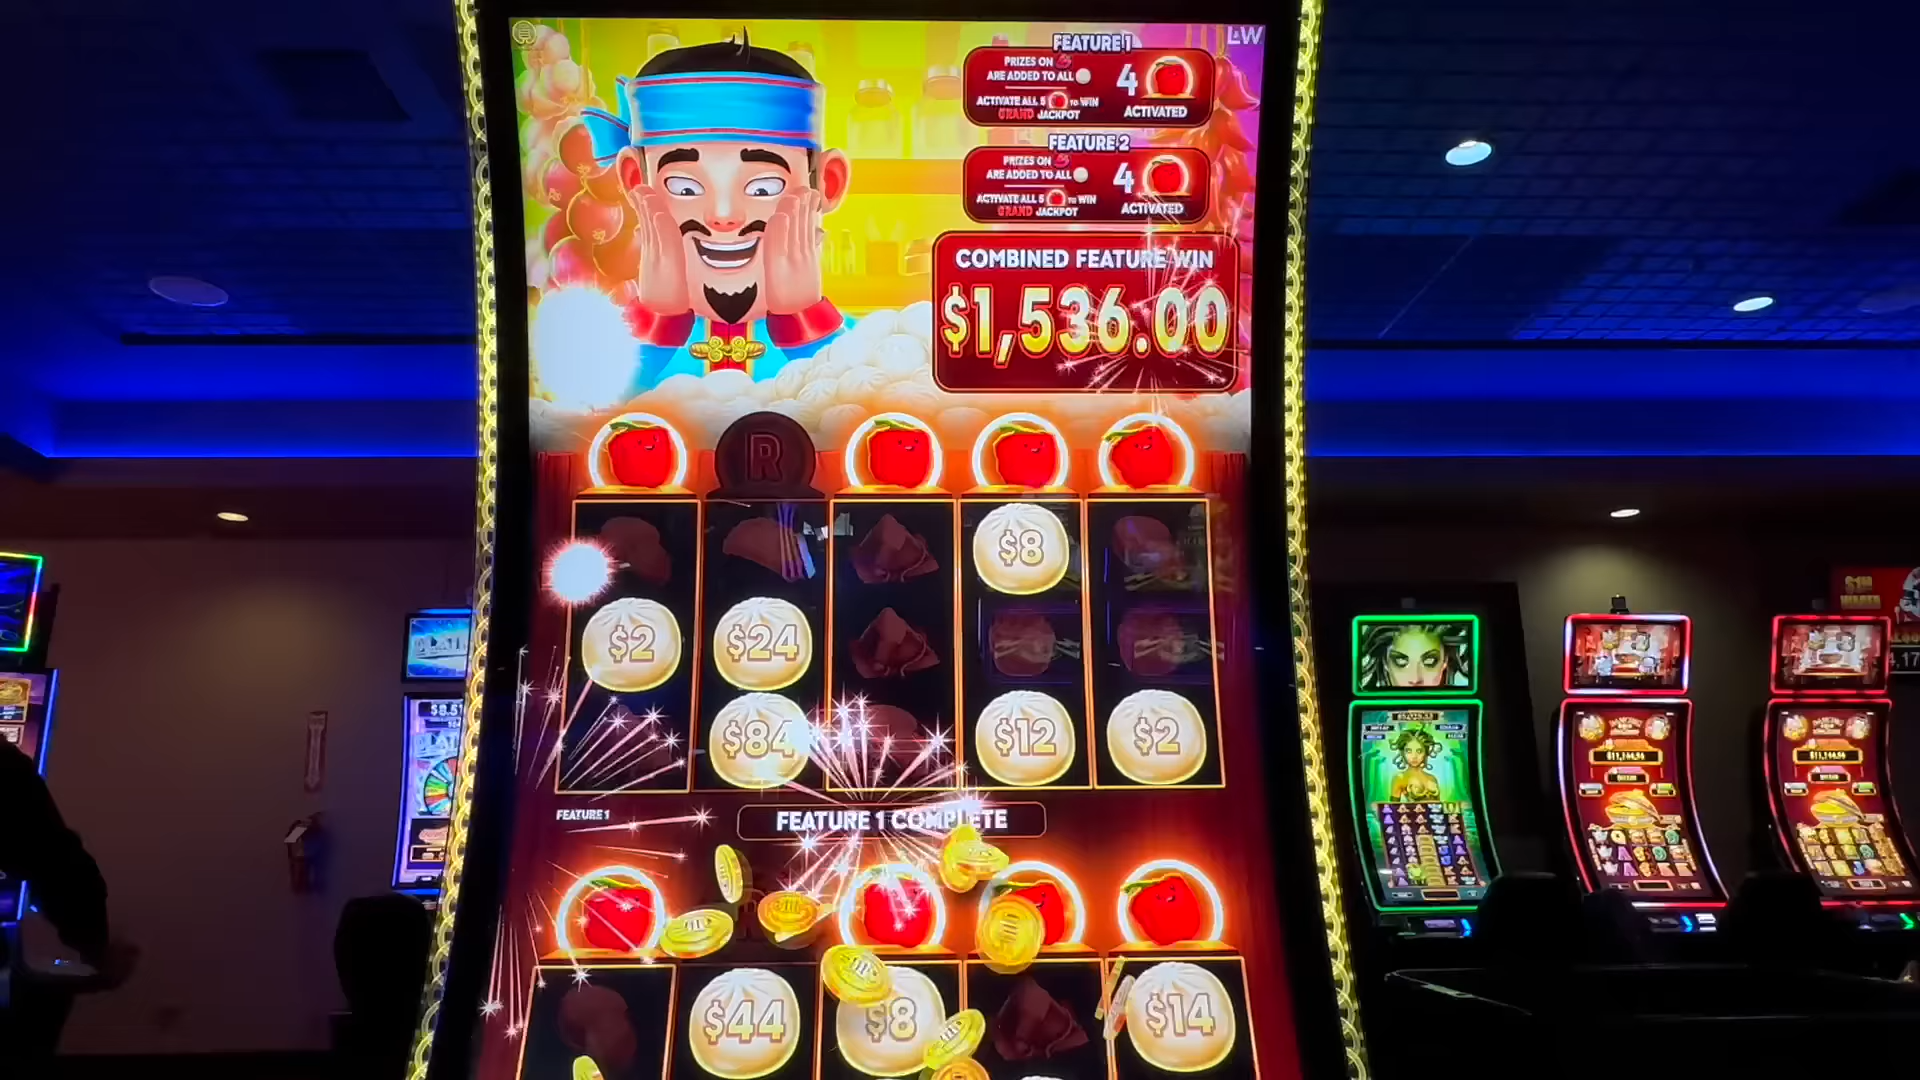 L&W
FEATURE 1
PRIZES ON
ARE ADDED TO ALL
ACTIVATE ALL 5 TO WIN
GRAND JACKPOT
4
ACTIVATED
FEATURE 2
PRIZES ON
ARE ADDED TO ALL
ACTIVATE ALL 5 TO WIN
GRAND JACKPOT
4
ACTIVATED
COMBINED FEATURE WIN
$1,536.00
R
$8
$2
$24
$84
$12
$2
FEATURE 1
FEATURE 1 COMPLETE
$44
$8
$14